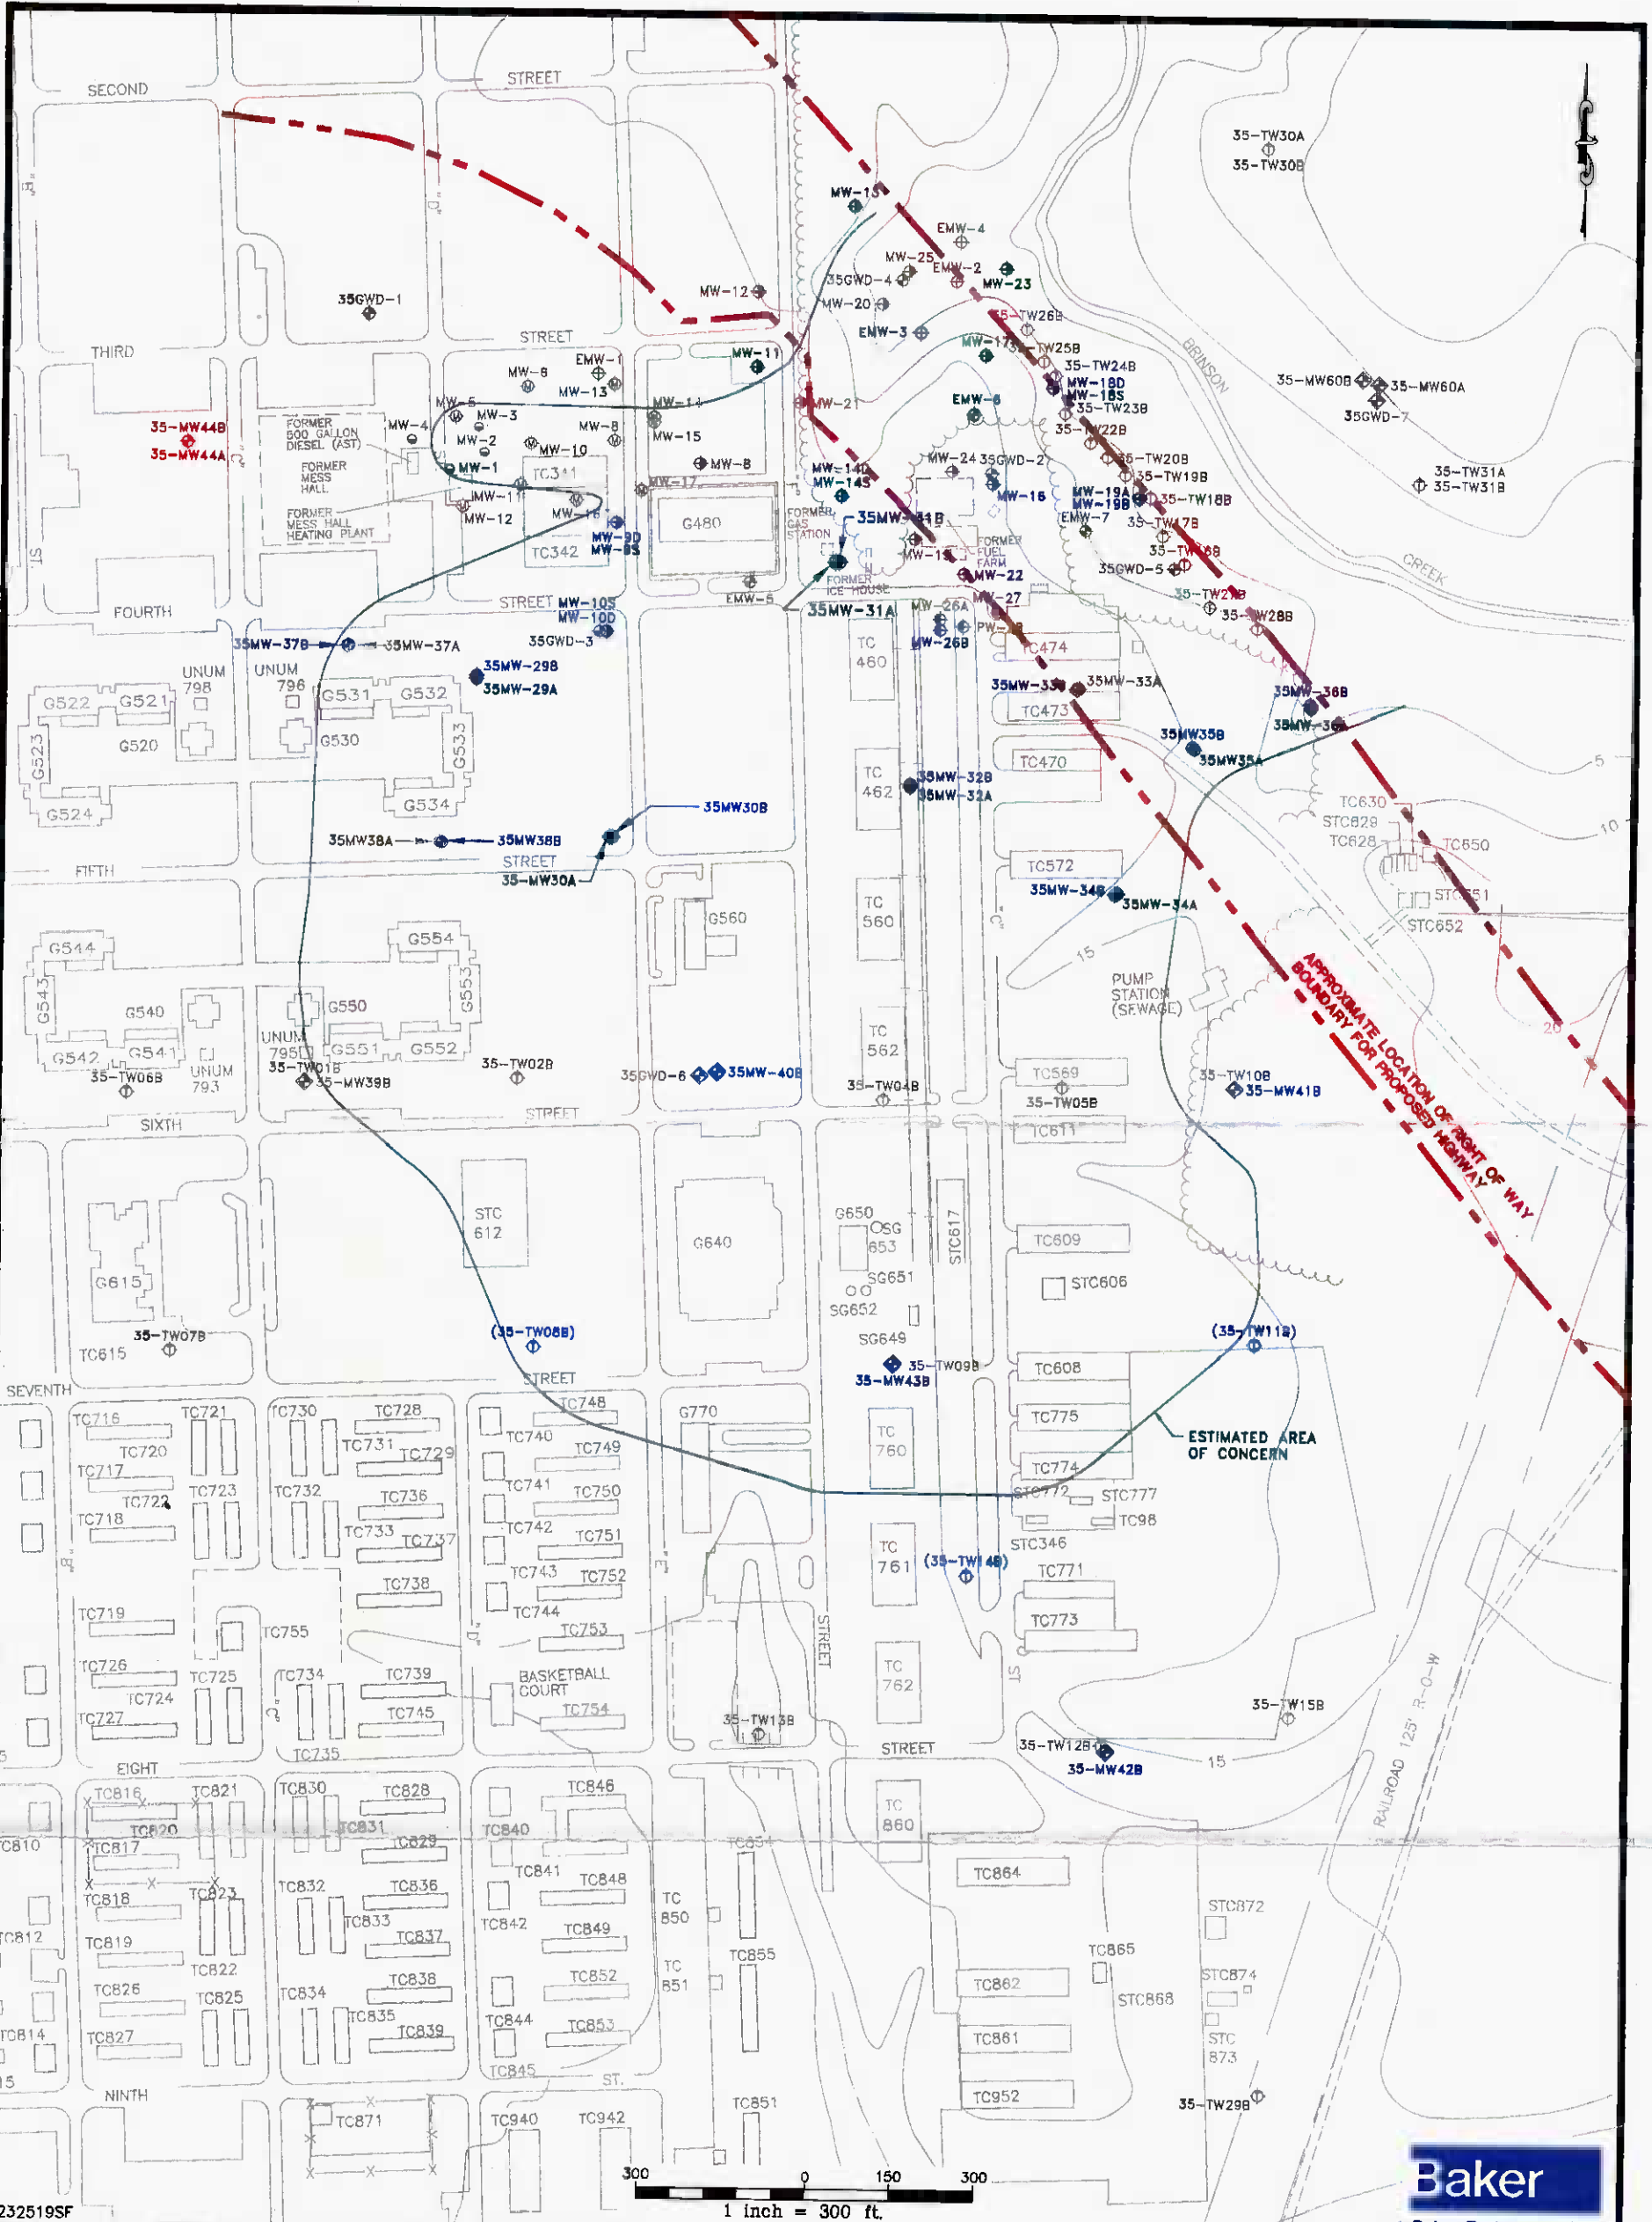 SECOND
STREET
"B"
"D"
35-TW30A
35-TW30B
MW-15
EMW-4
MW-25
EMW-2
35GWD-4
MW-23
MW-20
MW-12
35GWD-1
EMW-3
35-TW26B
THIRD
STREET
MW-17
35-TW25B
BRINSON
MW-11
EMW-1
MW-6
MW-13
35-TW24B
MW-18D
MW-18S
35-MW60B
35-MW60A
35GWD-7
MW-5
MW-3
MW-14
MW-21
EMW-6
35-TW23B
35-MW44B
35-MW44A
FORMER
500 GALLON
DIESEL (AST)
MW-4
MW-2
MW-10
MW-8
MW-15
35-TW22B
35-TW20B
FORMER
MESS
HALL
MW-1
TC341
MW-8
MW-14D
MW-14S
MW-24
35GWD-2
35-TW19B
35-TW31A
35-TW31B
"C"
MW-11
MW-17
MW-16
MW-19A
MW-19B
35-TW18B
MW-12
MW-16
FORMER
MESS HALL
HEATING PLANT
G480
FORMER
GAS
STATION
35MW-31B
EMW-7
35-TW17B
MW-9D
MW-9S
TC342
FORMER
FUEL
FARM
MW-22
35GWD-5
CREEK
ST.
FORMER
ICE HOUSE
EMW-5
35MW-31A
FOURTH
STREET
MW-10S
MW-10D
35GWD-3
MW-26A
MW-27
MW-26B
35-TW28B
35MW-37B
35MW-37A
TC
460
TC474
UNUM
798
UNUM
796
35MW-29B
35MW-29A
35MW-33A
35MW-36B
G522
G521
G531
G532
TC473
G520
G530
G523
G533
35MW35B
35MW35A
TC470
TC
462
35MW-32B
35MW-32A
5
G524
G534
35MW30B
TC630
STC629
TC628
TC650
10
35MW38A
35MW38B
FIFTH
STREET
35-MW30A
TC572
35MW-34B
35MW-34A
"C"
TC
560
G560
STC651
STC652
G544
G554
15
G543
G553
PUMP
STATION
(SEWAGE)
APPROXIMATE LOCATION OF RIGHT OF WAY
BOUNDARY FOR PROPOSED HIGHWAY
20
G540
G550
TC
562
G542
G541
UNUM
793
UNUM
795
G551
G552
35-TW06B
35-TW01B
35-MW39B
35-TW02B
35GWD-6
35MW-40B
35-TW04B
TC569
35-TW05B
35-TW10B
35-MW41B
SIXTH
STREET
TC611
STC
612
G640
G650
SG
653
STC617
TC609
G615
SG651
SG652
STC606
SG649
35-TW07B
TC615
(35-TW08B)
35-TW09B
35-MW43B
(35-TW11B)
TC608
SEVENTH
STREET
TC716
TC721
TC730
TC728
TC748
G770
TC775
TC720
TC731
TC729
TC740
TC749
TC
760
ESTIMATED AREA
OF CONCERN
TC717
TC774
TC722
TC723
TC732
TC736
TC741
TC750
STC772
STC777
TC718
TC733
TC737
TC742
TC751
TC98
STC346
"B"
"E"
TC
761
(35-TW14B)
TC743
TC752
TC738
TC744
TC771
TC719
TC755
TC753
"D"
STREET
TC773
TC726
TC725
TC734
TC739
BASKETBALL
COURT
TC
762
ST
TC724
"C"
TC727
TC745
TC754
35-TW13B
35-TW15B
TC735
STREET
35-TW12B
35-MW42B
15
RAILROAD 125' R-O-W
EIGHT
TC816
TC821
TC830
TC828
TC846
TC
860
TC820
TC831
TC840
TC810
TC817
TC829
TC854
TC841
TC864
TC818
TC823
TC832
TC836
TC848
TC
850
STC872
TC812
TC833
TC842
TC819
TC837
TC849
TC855
TC865
TC822
TC838
TC852
TC
851
TC862
STC874
TC826
TC825
TC834
STC868
TC835
TC844
TC814
TC827
TC839
TC853
TC861
STC
873
TC845
ST.
NINTH
TC952
35-TW29B
TC871
TC940
TC942
TC851
300
0
150
300
1 inch = 300 ft.
Baker
232519SF